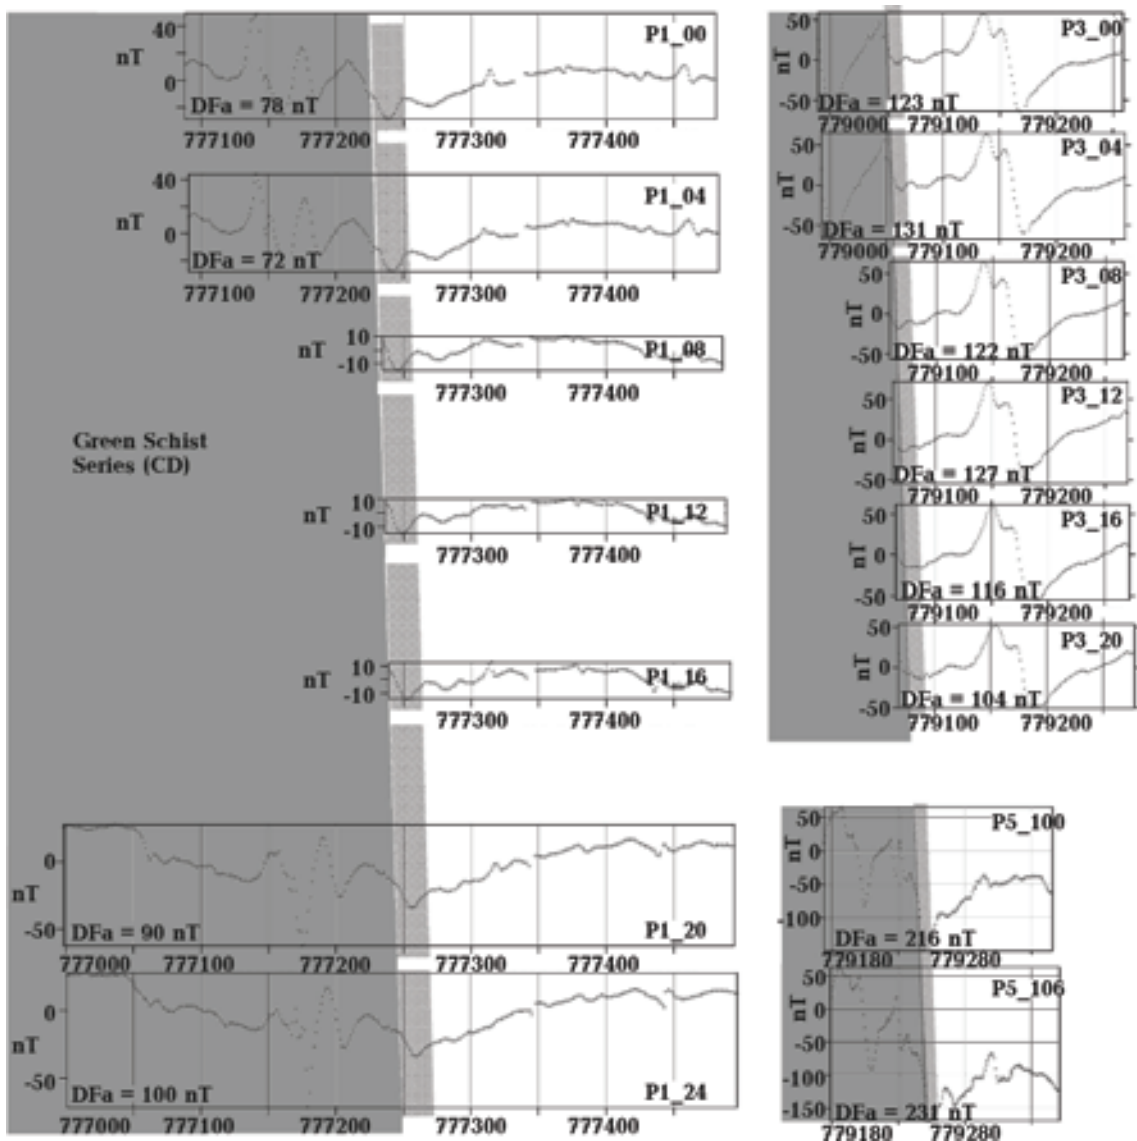 40
nT
0
P1_00
DFa = 78 nT
777100 777200 777300 777400
40
nT
0
P1_04
DFa = 72 nT
777100 777200 777300 777400
10
nT
-10
P1_08
777300 777400
Green Schist
Series (CD)
10
nT
-10
P1_12
777300 777400
10
nT
-10
P1_16
777300 777400
0
nT
-50
DFa = 90 nT
P1_20
777000 777100 777200 777300 777400
0
nT
-50
DFa = 100 nT
P1_24
777000 777100 777200 777300 777400
50
nT
0
-50
P3_00
DFa = 123 nT
779000 779100 779200
50
nT
0
-50
P3_04
DFa = 131 nT
779000 779100 779200
50
nT
0
-50
P3_08
DFa = 122 nT
779100 779200
50
nT
0
-50
P3_12
DFa = 127 nT
779100 779200
50
nT
0
-50
P3_16
DFa = 116 nT
779100 779200
50
nT
0
-50
P3_20
DFa = 104 nT
779100 779200
50
nT
0
-50
-100
P5_100
DFa = 216 nT
779180 779280
50
nT
0
-50
-100
-150
P5_106
DFa = 231 nT
779180 779280